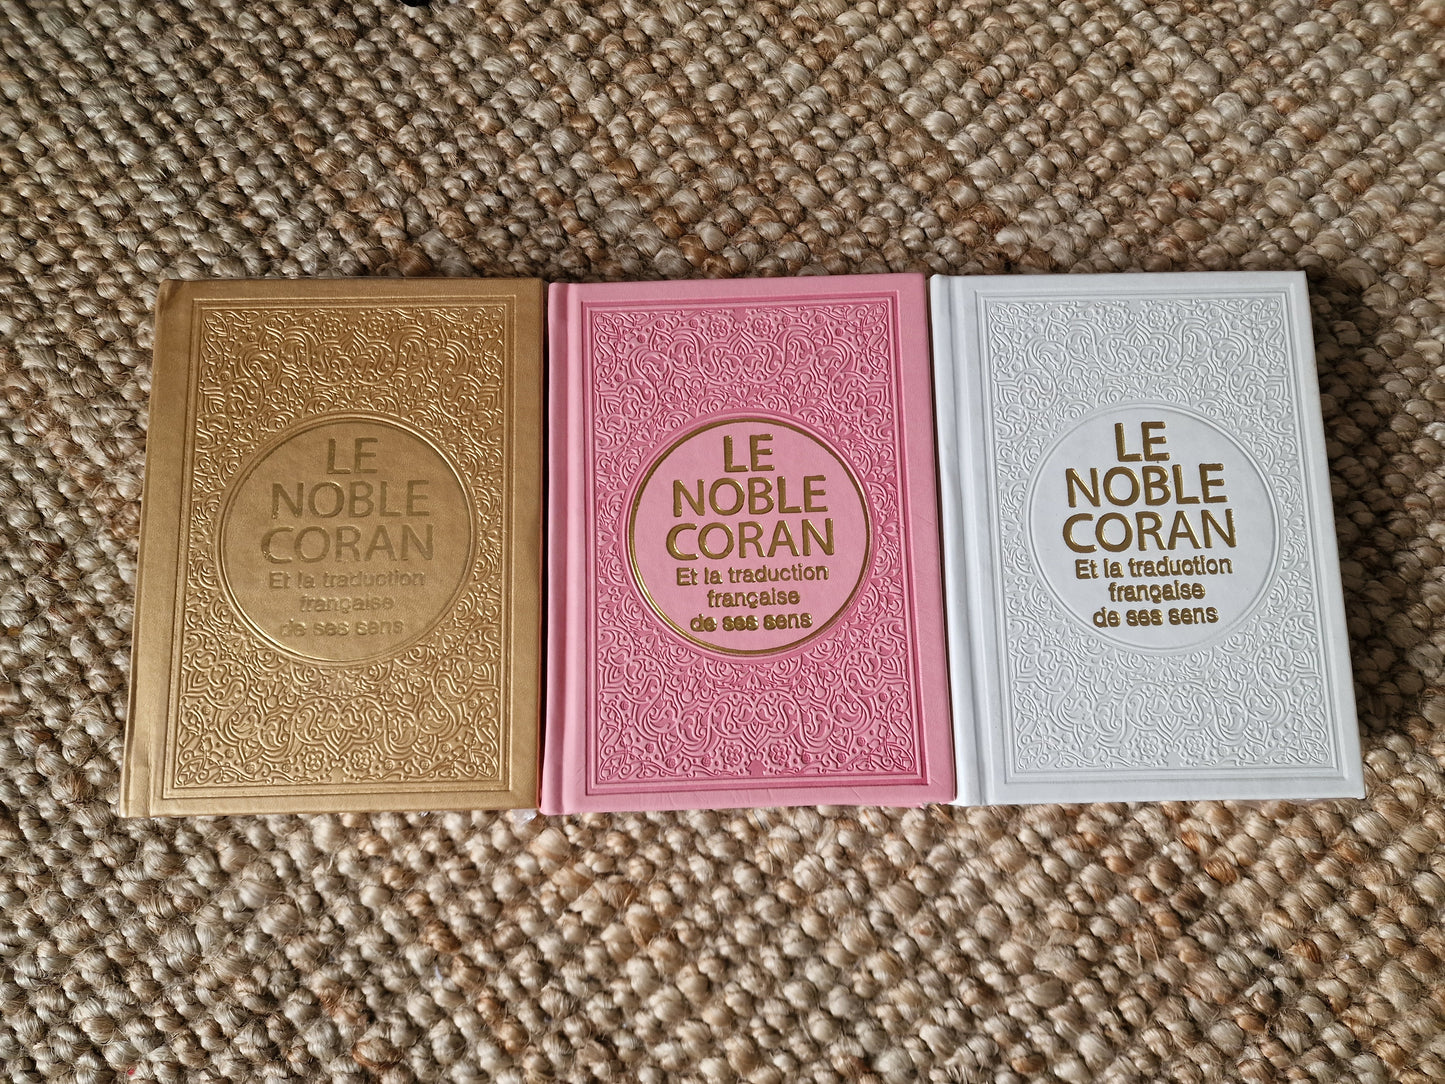 LE
NOBLE
CORAN
Et la traduction
française
de ses sens
LE
NOBLE
CORAN
Et la traduction
française
de ses sens
LE
NOBLE
CORAN
Et la traduction
française
de ses sens